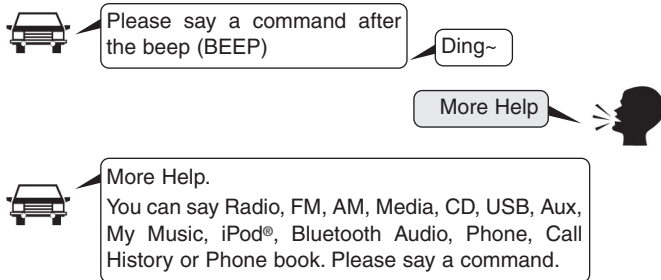 Please say a command after
the beep (BEEP)
Ding~
More Help
More Help.
You can say Radio, FM, AM, Media, CD, USB, Aux,
My Music, iPod®, Bluetooth Audio, Phone, Call
History or Phone book. Please say a command.